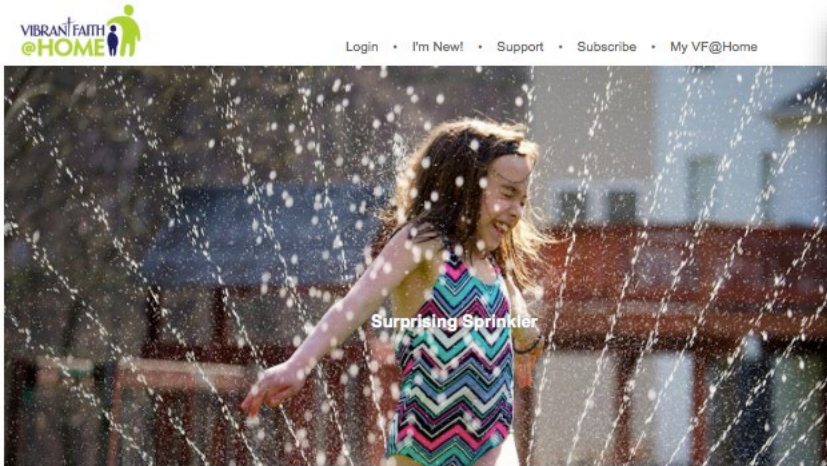 VIBRANT FAITH
@HOME
Login • I'm New! • Support • Subscribe • My VF@Home
Surprising Sprinkler